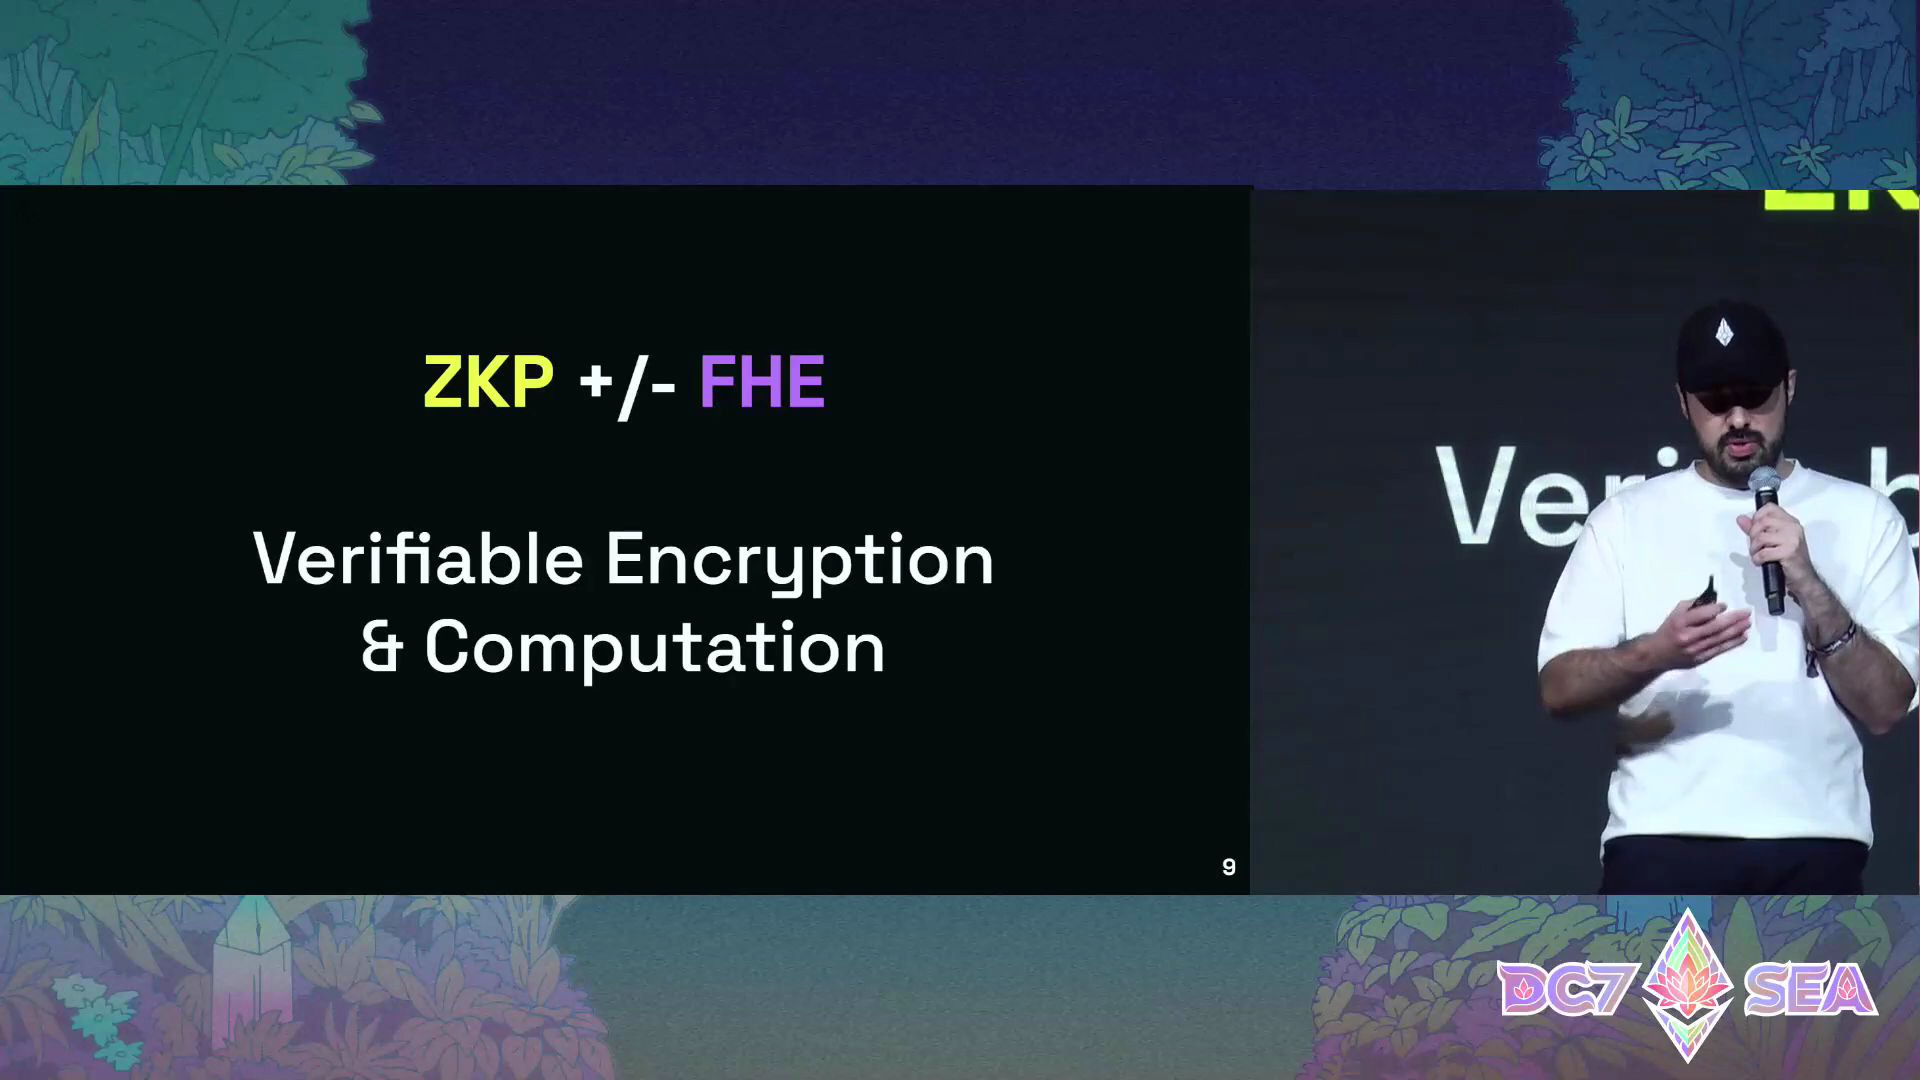 ZKP +/- FHE
Verifiable Encryption
& Computation
9
DC7 SEA